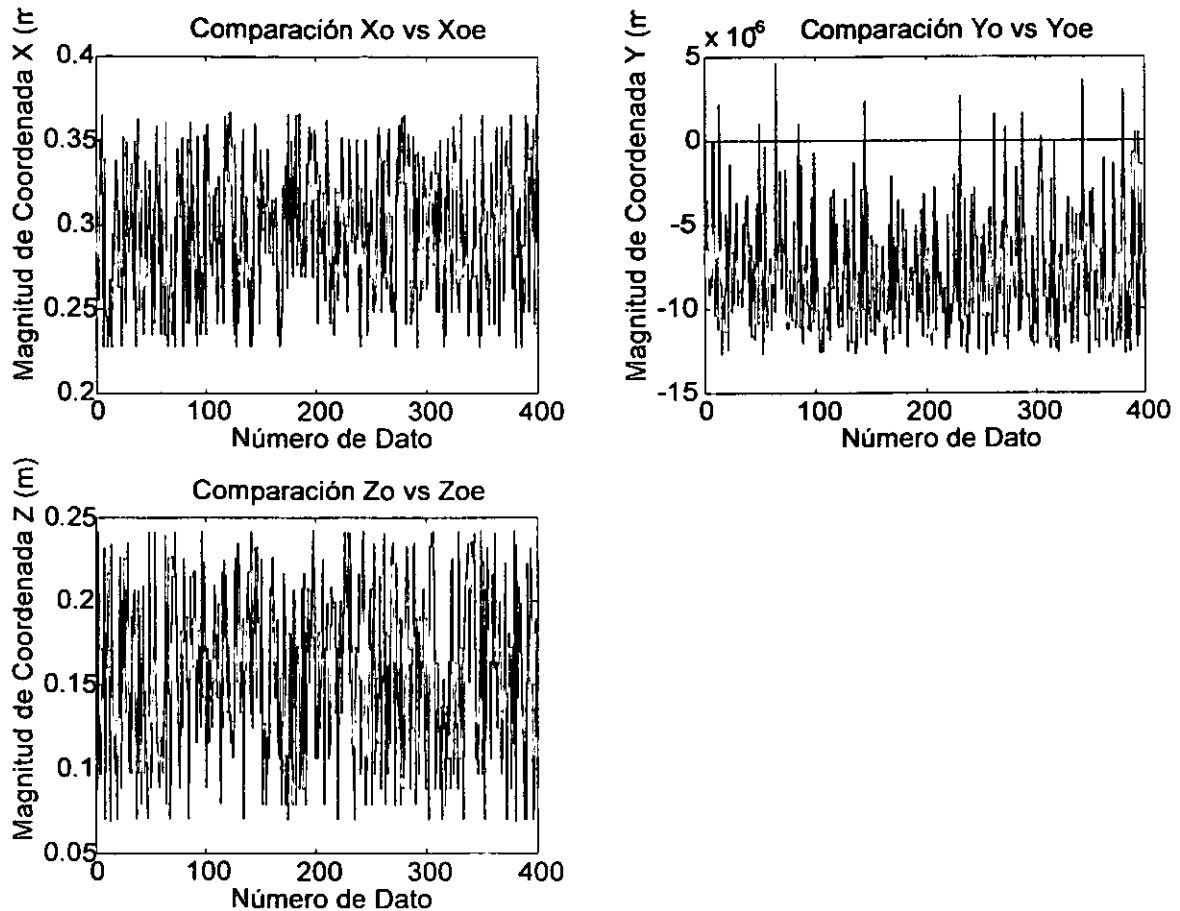 Comparación Xo vs Xoe
Magnitud de Coordenada X (m
0.4
0.35
0.3
0.25
0.2
0 100 200 300 400
Número de Dato
x 10⁶ Comparación Yo vs Yoe
Magnitud de Coordenada Y (m
5
0
-5
-10
-15
0 100 200 300 400
Número de Dato
Comparación Zo vs Zoe
Magnitud de Coordenada Z (m)
0.25
0.2
0.15
0.1
0.05
0 100 200 300 400
Número de Dato